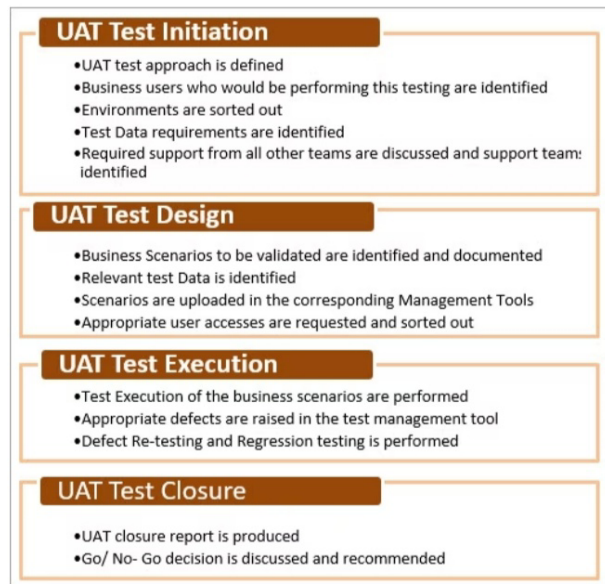 UAT Test Initiation
•UAT test approach is defined
•Business users who would be performing this testing are identified
•Environments are sorted out
•Test Data requirements are identified
•Required support from all other teams are discussed and support teams
identified
UAT Test Design
•Business Scenarios to be validated are identified and documented
•Relevant test Data is identified
•Scenarios are uploaded in the corresponding Management Tools
•Appropriate user accesses are requested and sorted out
UAT Test Execution
•Test Execution of the business scenarios are performed
•Appropriate defects are raised in the test management tool
•Defect Re-testing and Regression testing is performed
UAT Test Closure
•UAT closure report is produced
•Go/ No- Go decision is discussed and recommended